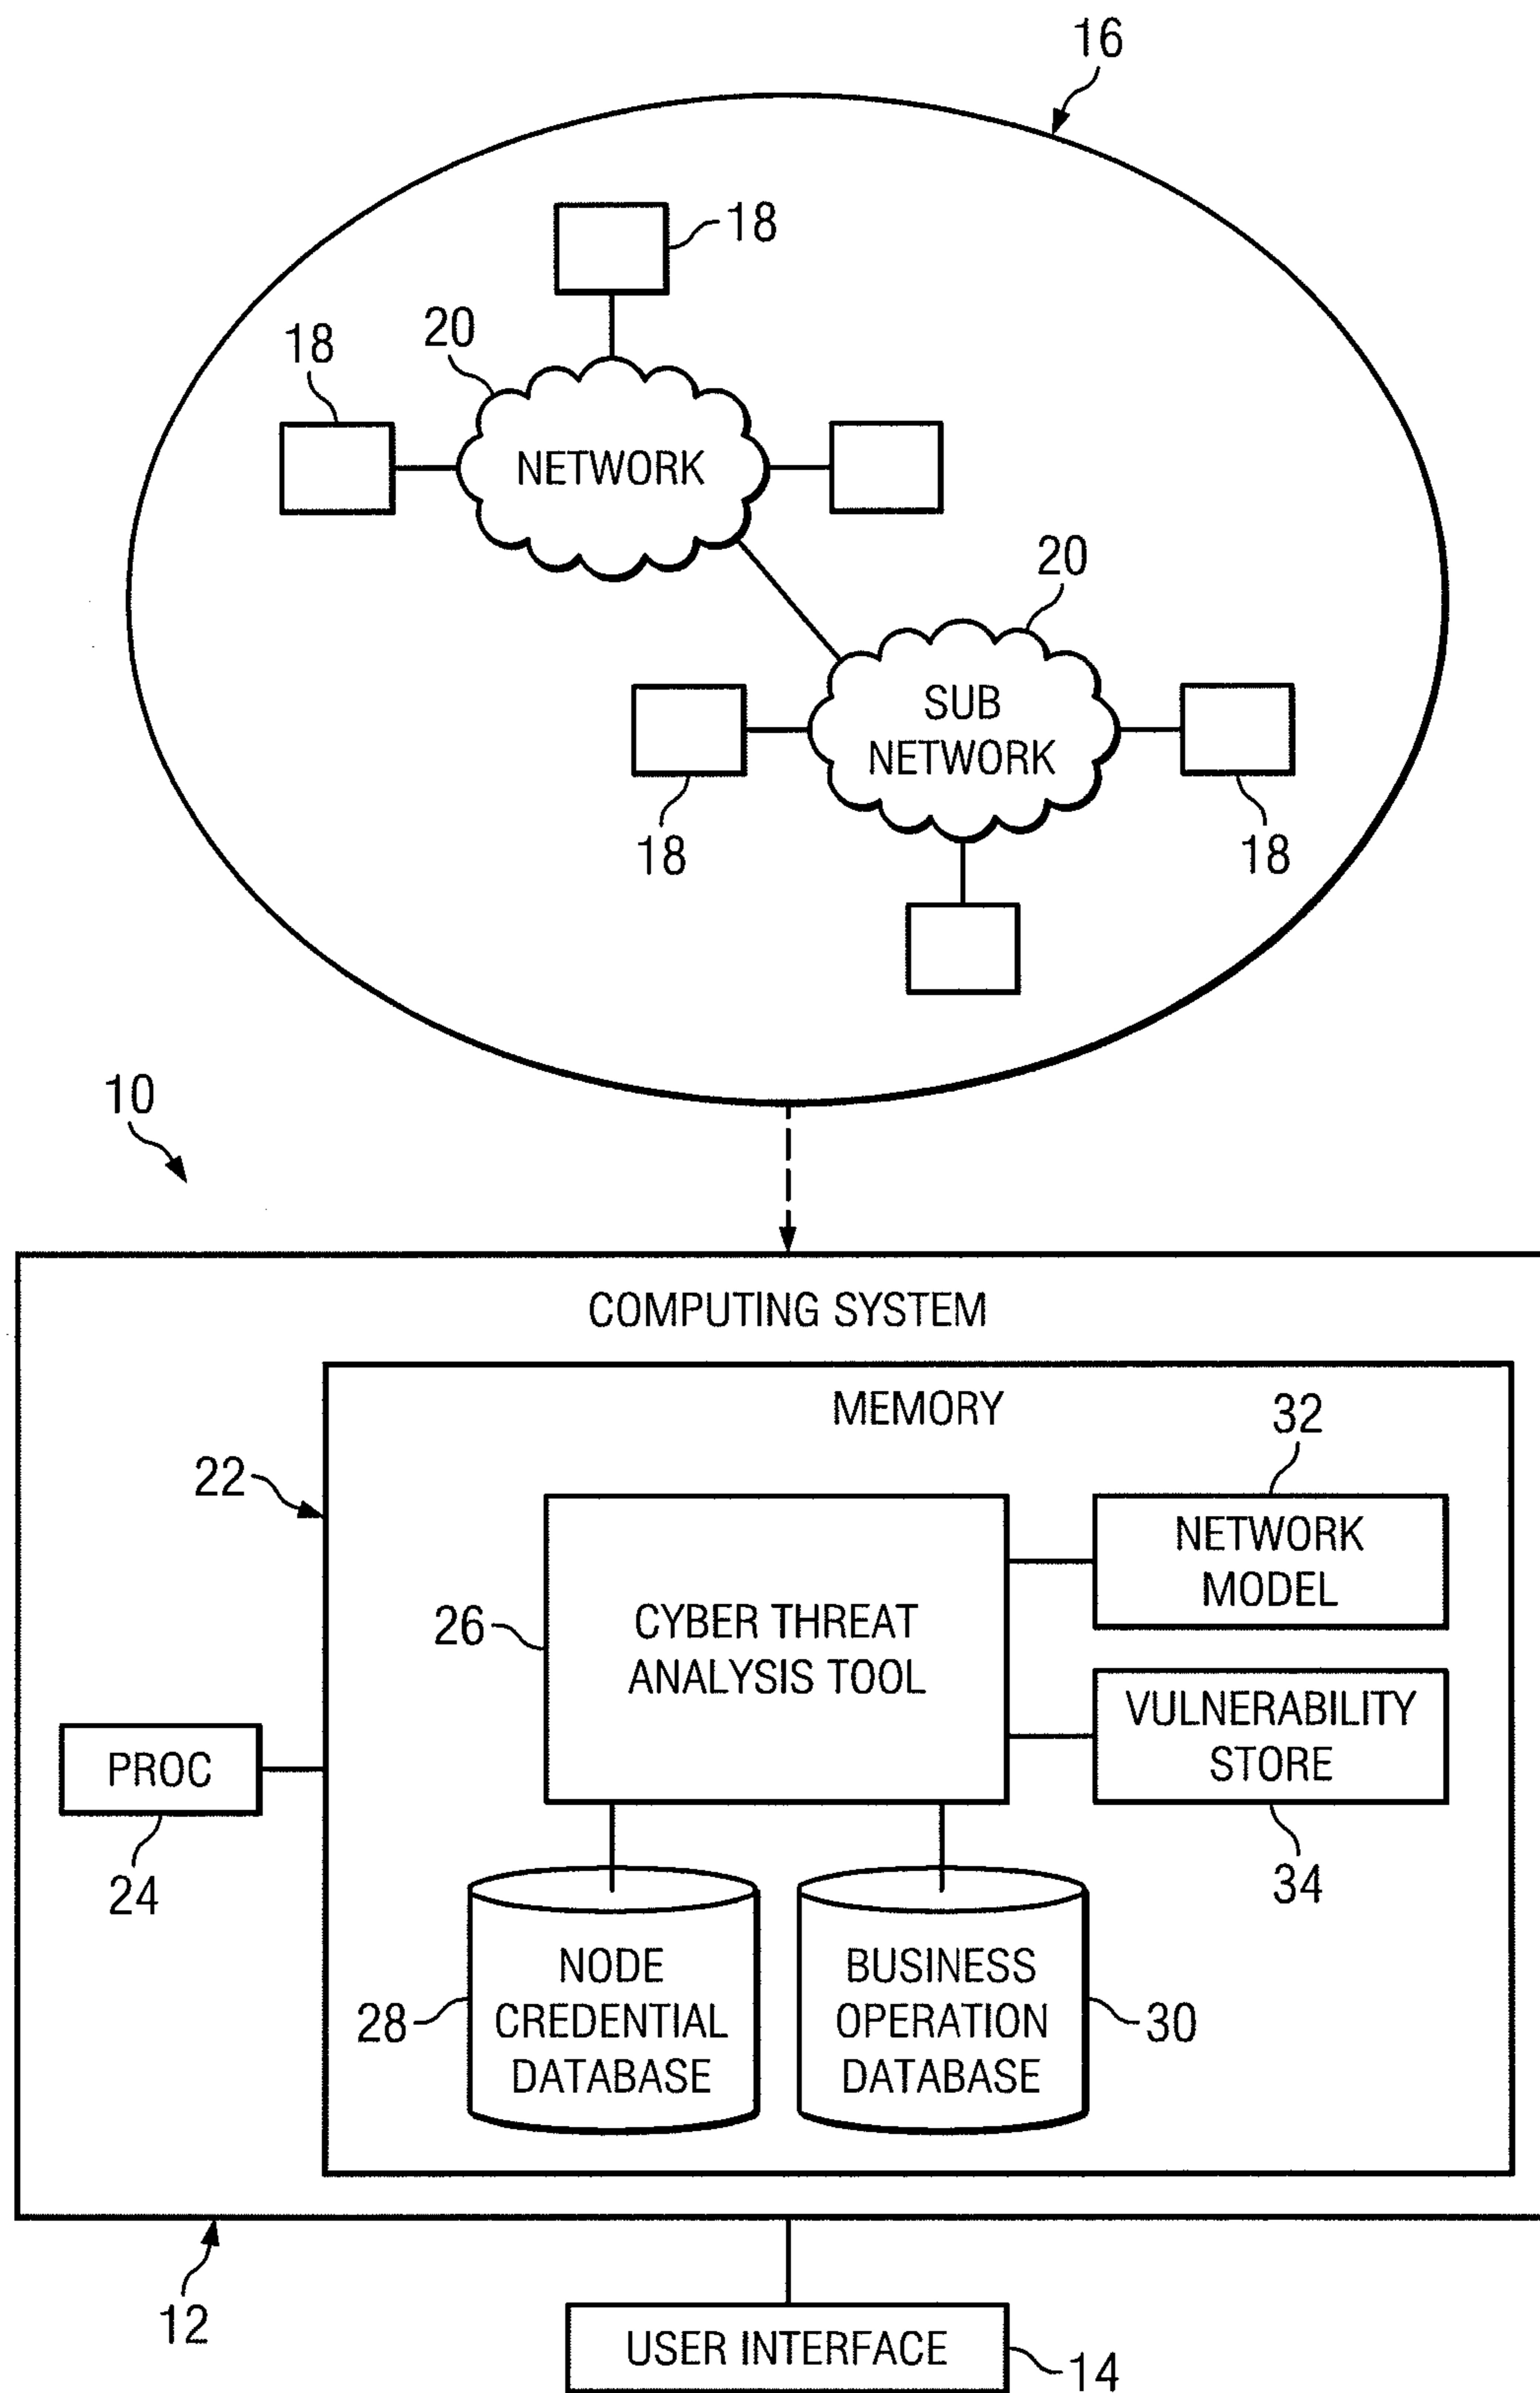 16
18
20
18
NETWORK
20
SUB
NETWORK
18
18
10
COMPUTING SYSTEM
MEMORY
32
22
NETWORK
MODEL
26
CYBER THREAT
ANALYSIS TOOL
VULNERABILITY
STORE
PROC
24
34
NODE
CREDENTIAL
DATABASE
28
BUSINESS
OPERATION
DATABASE
30
12
USER INTERFACE
14